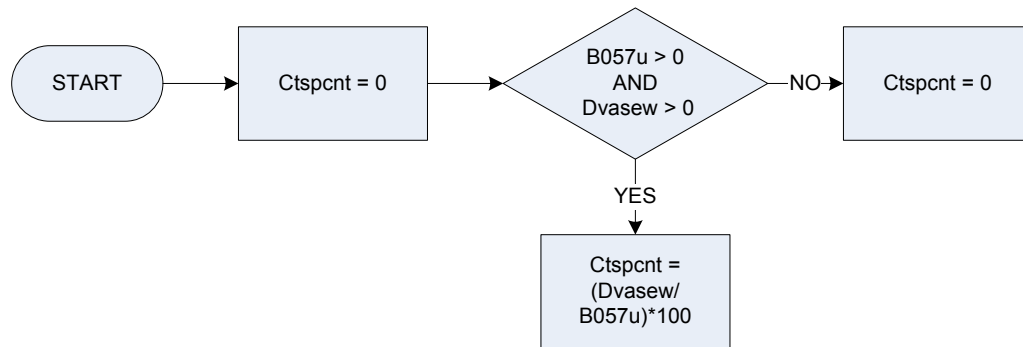 START
Ctspcnt = 0
B057u > 0
AND
Dvasew > 0
NO
Ctspcnt = 0
YES
Ctspcnt =
(Dvasew/
B057u)*100